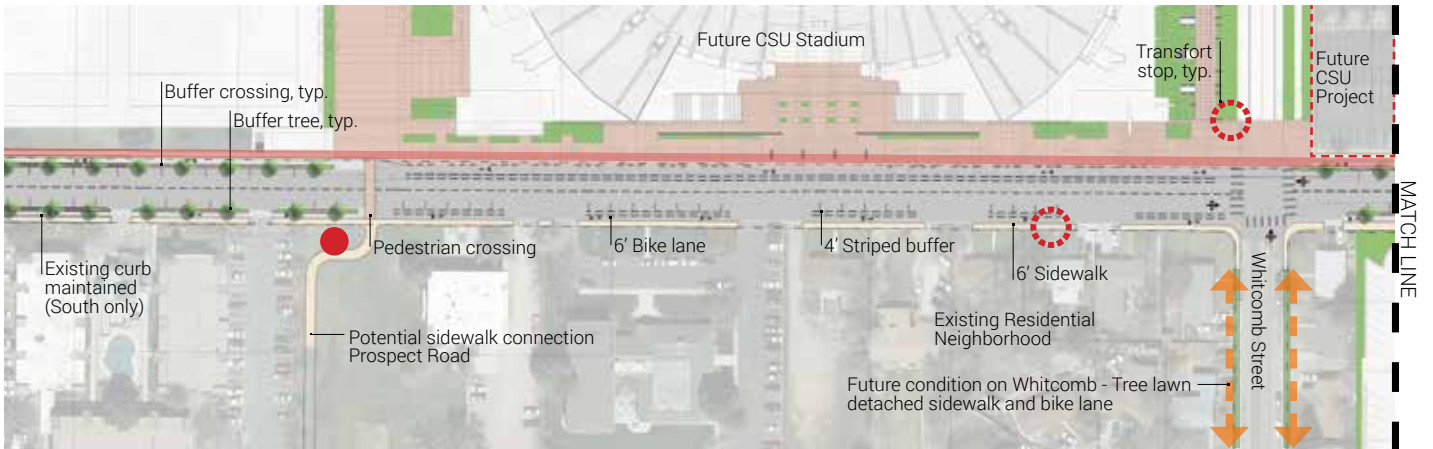 Future CSU Stadium
Transfort
stop, typ.
Future
CSU
Project
Buffer crossing, typ.
Buffer tree, typ.
MATCH LINE
Existing curb
maintained
(South only)
Pedestrian crossing
6' Bike lane
4' Striped buffer
6' Sidewalk
Whitcomb Street
Potential sidewalk connection
Prospect Road
Existing Residential
Neighborhood
Future condition on Whitcomb - Tree lawn
detached sidewalk and bike lane